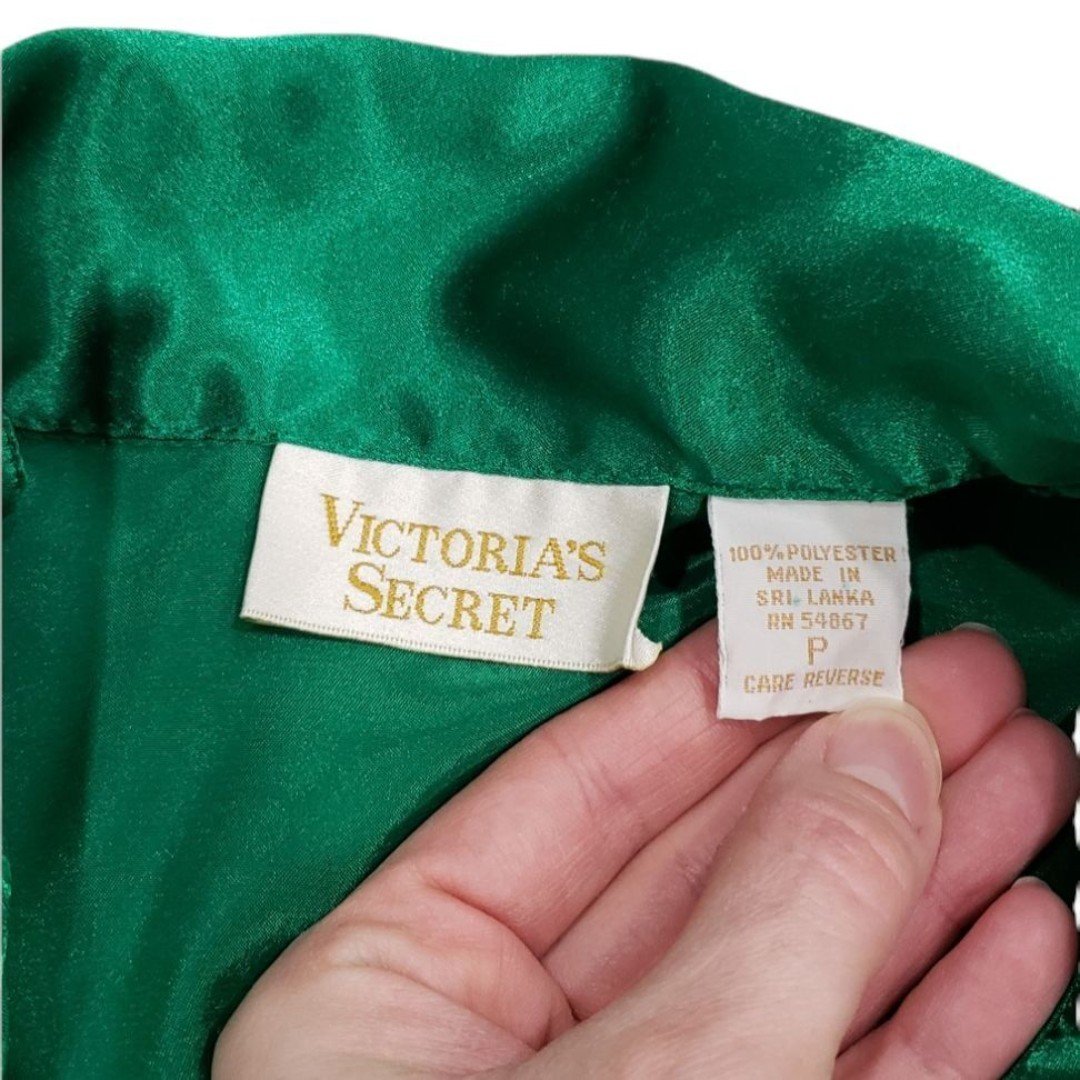 VICTORIA'S
SECRET
100% POLYESTER
MADE IN
SRI LANKA
RN 54867
P
CARE REVERSE